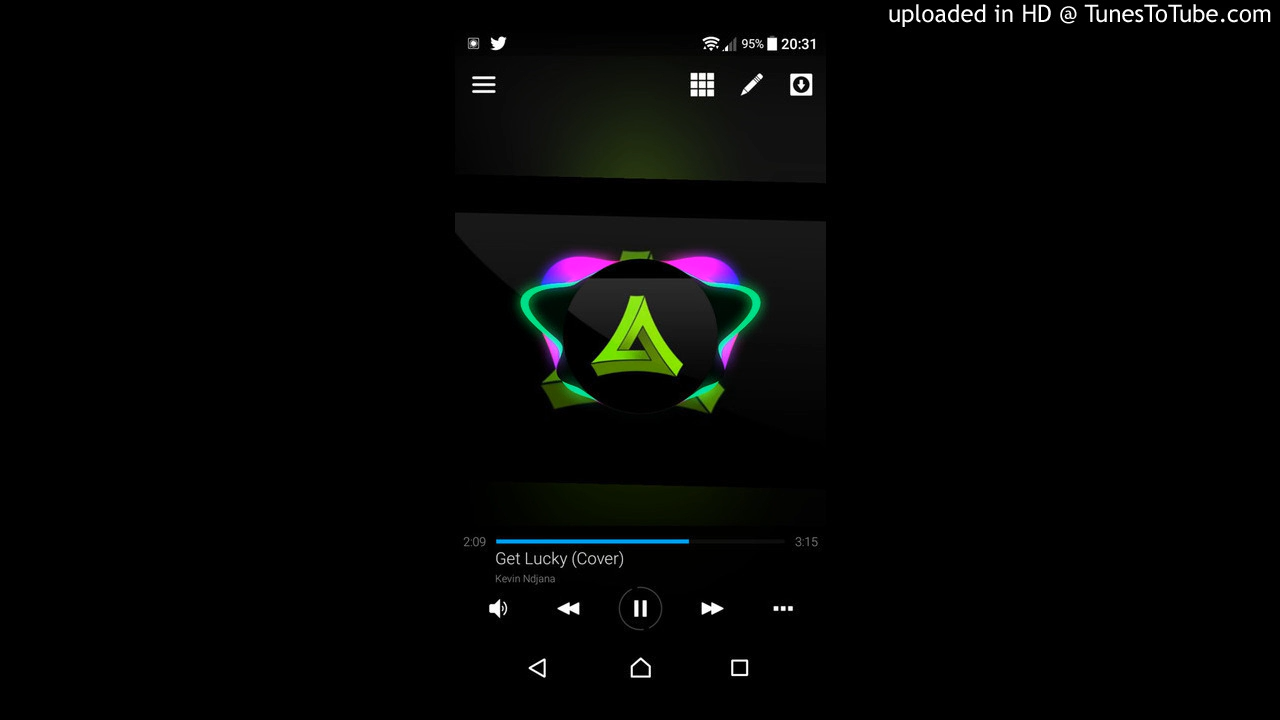 uploaded in HD @ TunesToTube.com
95% 20:31
2:09 3:15
Get Lucky (Cover)
Kevin Ndjana